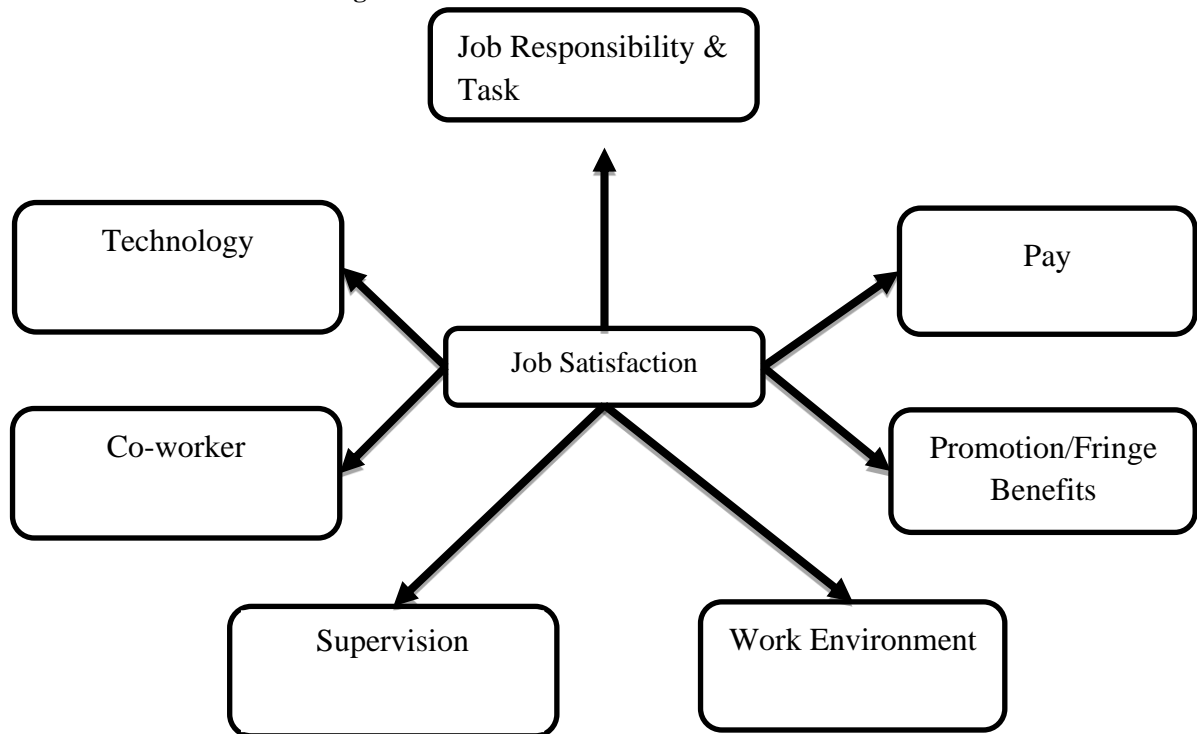 Job Responsibility &
Task
Technology
Pay
Job Satisfaction
Co-worker
Promotion/Fringe
Benefits
Supervision
Work Environment